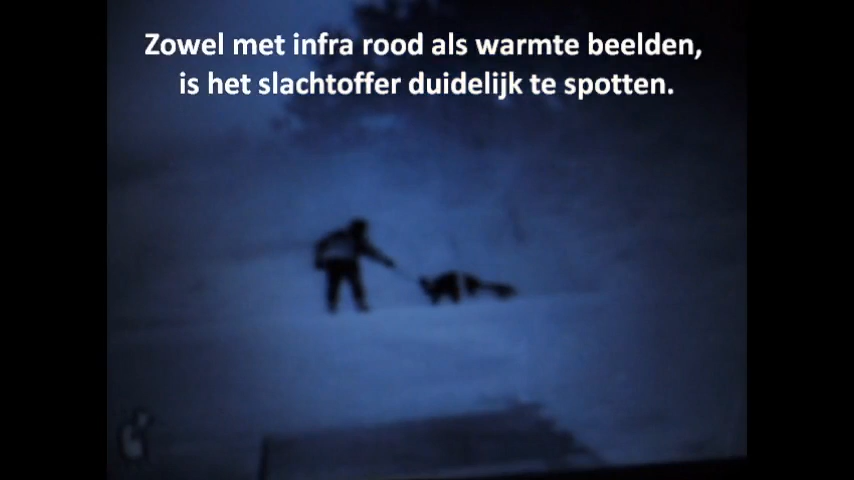 Zowel met infra rood als warmte beelden,
is het slachtoffer duidelijk te spotten.